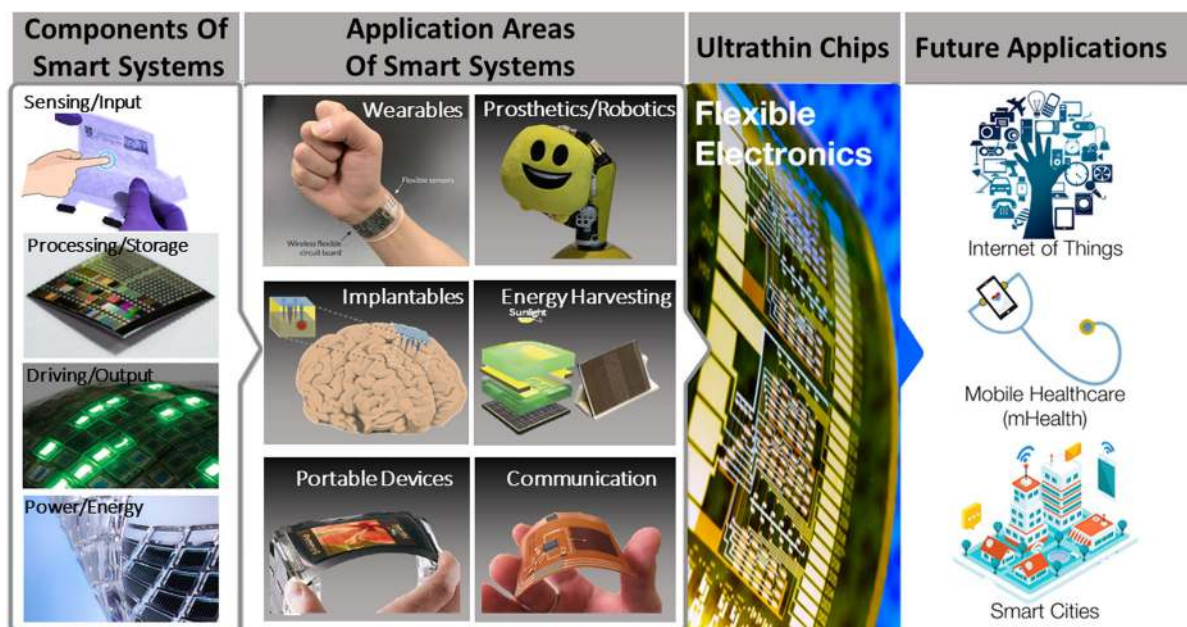 Components Of
Smart Systems
Application Areas
Of Smart Systems
Ultrathin Chips
Future Applications
Sensing/Input
Processing/Storage
Driving/Output
Power/Energy
Wearables
Flexible sensors
Wireless flexible
circuit board
Prosthetics/Robotics
Implantables
Energy Harvesting
Sunlight
Portable Devices
Communication
Flexible
Electronics
Internet of Things
Mobile Healthcare
(mHealth)
Smart Cities